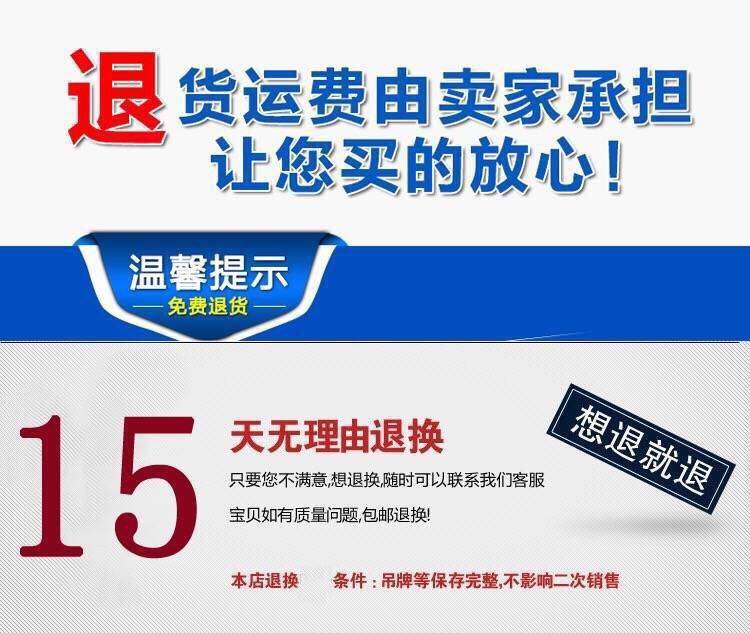 退货运费由卖家承担
让您买的放心!
温馨提示
免费退货
15
天无理由退换
只要您不满意,想退换,随时可以联系我们客服
宝贝如有质量问题,包邮退换!
想退就退
本店退换 条件:吊牌等保存完整,不影响二次销售